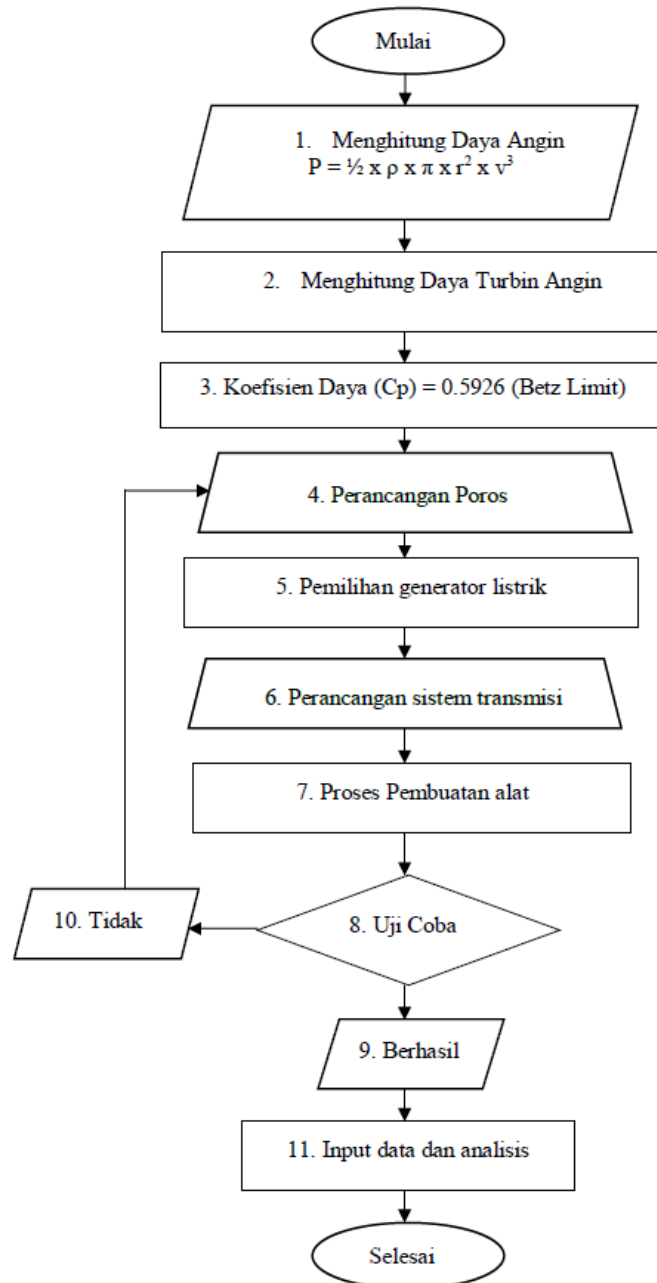 Mulai
1. Menghitung Daya Angin
P = ½ x ρ x π x r² x v³
2. Menghitung Daya Turbin Angin
3. Koefisien Daya (Cp) = 0.5926 (Betz Limit)
4. Perancangan Poros
5. Pemilihan generator listrik
6. Perancangan sistem transmisi
7. Proses Pembuatan alat
8. Uji Coba
10. Tidak
9. Berhasil
11. Input data dan analisis
Selesai